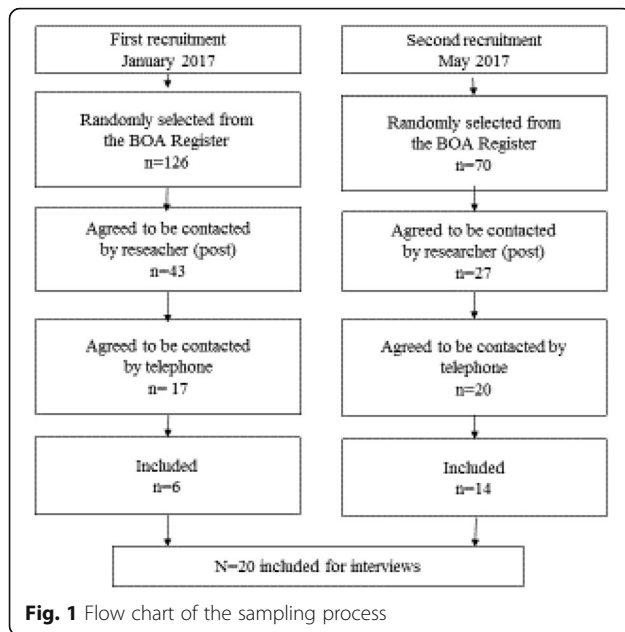 First recruitment
January 2017
Randomly selected from
the BOA Register
n=126
Agreed to be contacted
by reseacher (post)
n=43
Agreed to be contacted
by telephone
n= 17
Included
n=6
Second recruitment
May 2017
Randomly selected from
the BOA Register
n=70
Agreed to be contacted
by researcher (post)
n=27
Agreed to be contacted by
telephone
n=20
Included
n=14
N=20 included for interviews
Fig. 1 Flow chart of the sampling process